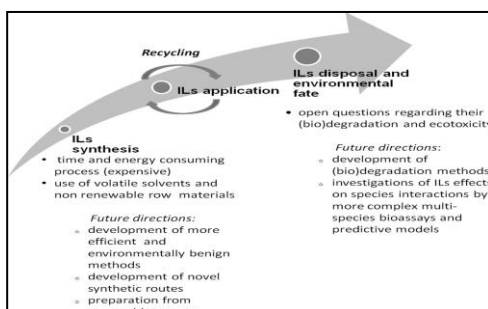 Recycling
ILs application
ILs disposal and
environmental
fate
• open questions regarding their
(bio)degradation and ecotoxicity
Future directions:
○ development of
(bio)degradation methods
○ investigations of ILs effects
on species interactions by
more complex multi-
species bioassays and
predictive models
ILs
synthesis
• time and energy consuming
process (expensive)
• use of volatile solvents and
non renewable row materials
Future directions:
○ development of more
efficient and
environmentally benign
methods
○ development of novel
synthetic routes
○ preparation from